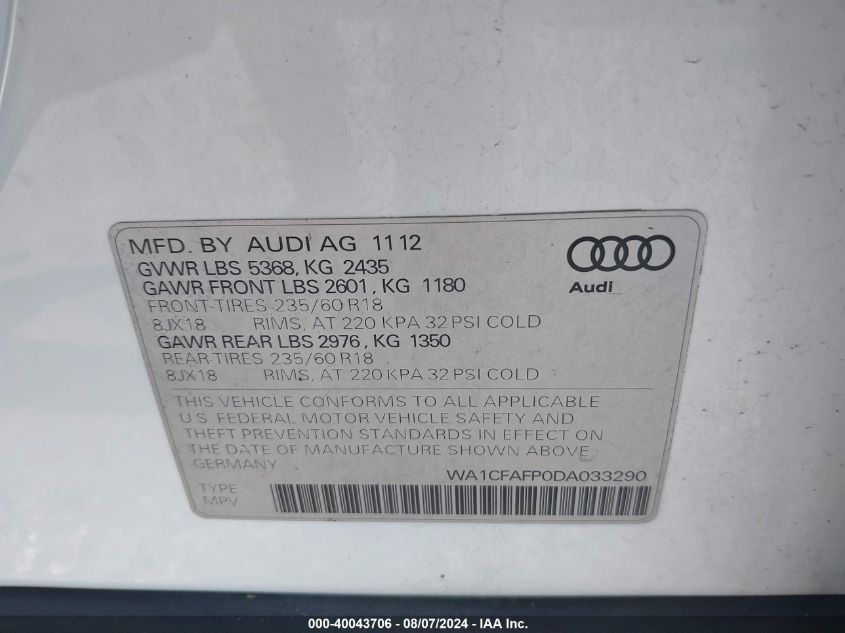 MFD. BY AUDI AG 11 12
GVWR LBS 5368, KG 2435
GAWR FRONT LBS 2601, KG 1180
FRONT-TIRES 235/60 R18
8JX18 RIMS, AT 220 KPA 32 PSI COLD
GAWR REAR LBS 2976, KG 1350
REAR-TIRES 235/60 R18
8JX18 RIMS, AT 220 KPA 32 PSI COLD
Audi
THIS VEHICLE CONFORMS TO ALL APPLICABLE
U.S. FEDERAL MOTOR VEHICLE SAFETY AND
THEFT PREVENTION STANDARDS IN EFFECT ON
THE DATE OF MANUFACTURE SHOWN ABOVE
GERMANY
WA1CFAFP0DA033290
TYPE
MPV
000-40043706 - 08/07/2024 - IAA Inc.